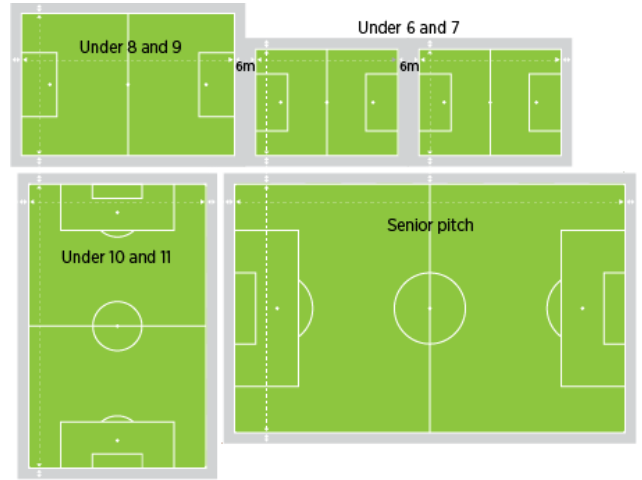 Under 6 and 7
Under 8 and 9
6m
6m
Under 10 and 11
Senior pitch